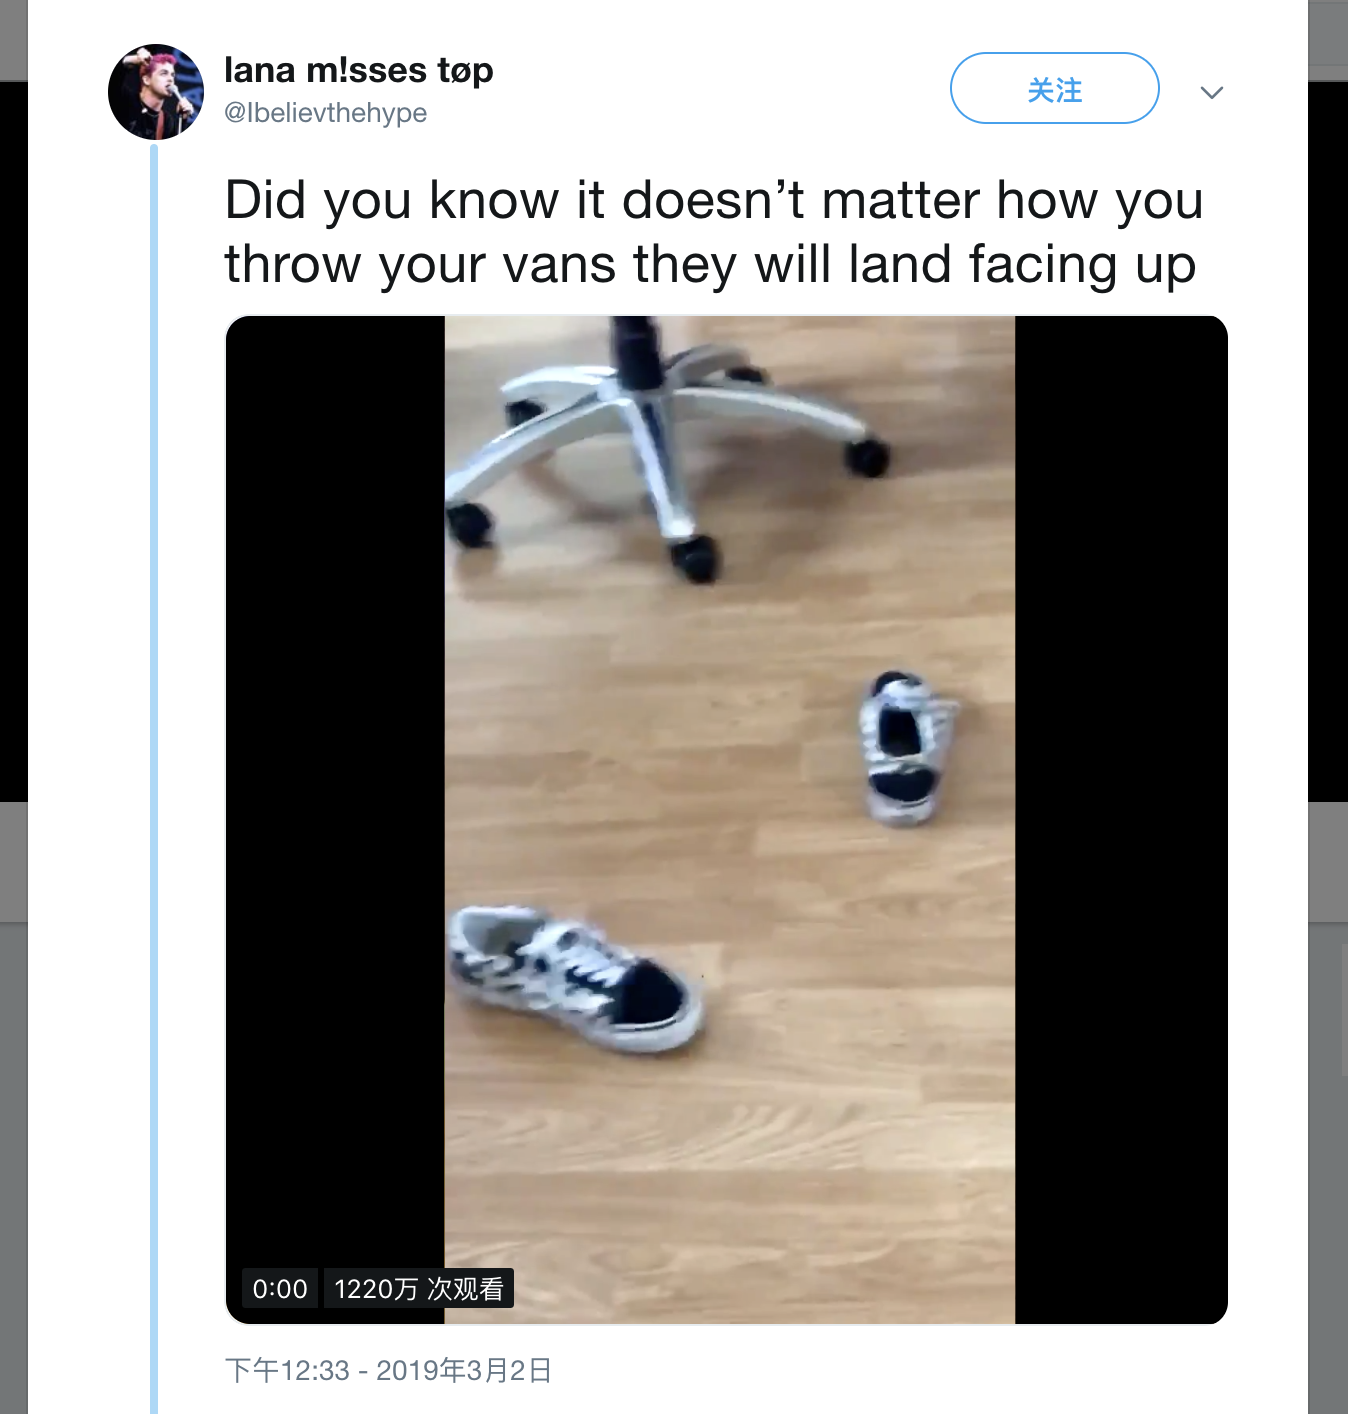 lana m!sses tøp
@Ibelievthehype
关注
Did you know it doesn’t matter how you
throw your vans they will land facing up
0:00
1220万 次观看
下午12:33 - 2019年3月2日